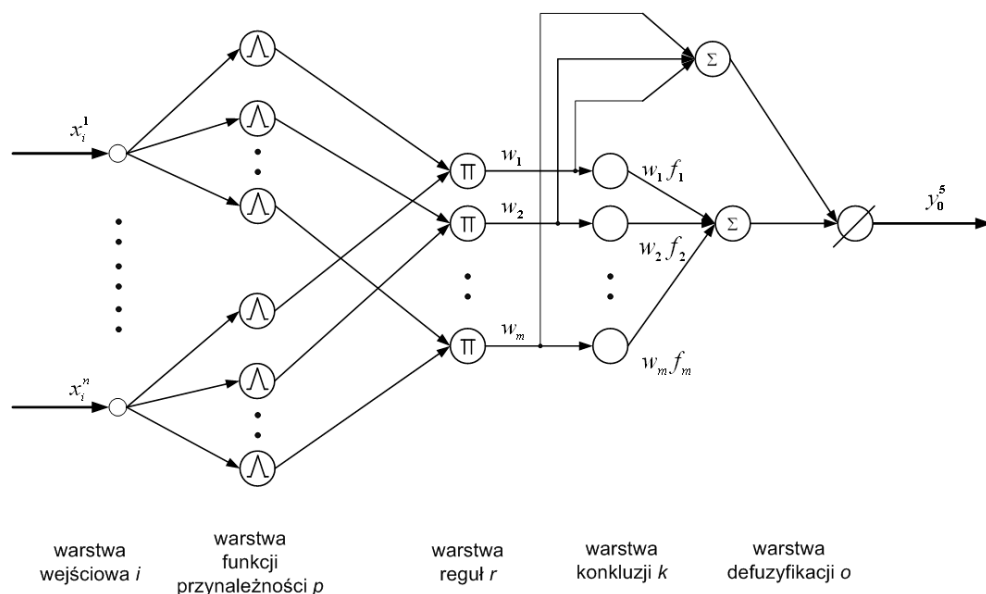 x_i^1
x_i^n
Π
Π
Π
w_1
w_2
w_m
w_1 f_1
w_2 f_2
w_m f_m
Σ
Σ
y_0^5
warstwa
wejściowa i
warstwa
funkcji
przynależności p
warstwa
reguł r
warstwa
konkluzji k
warstwa
defuzyfikacji o